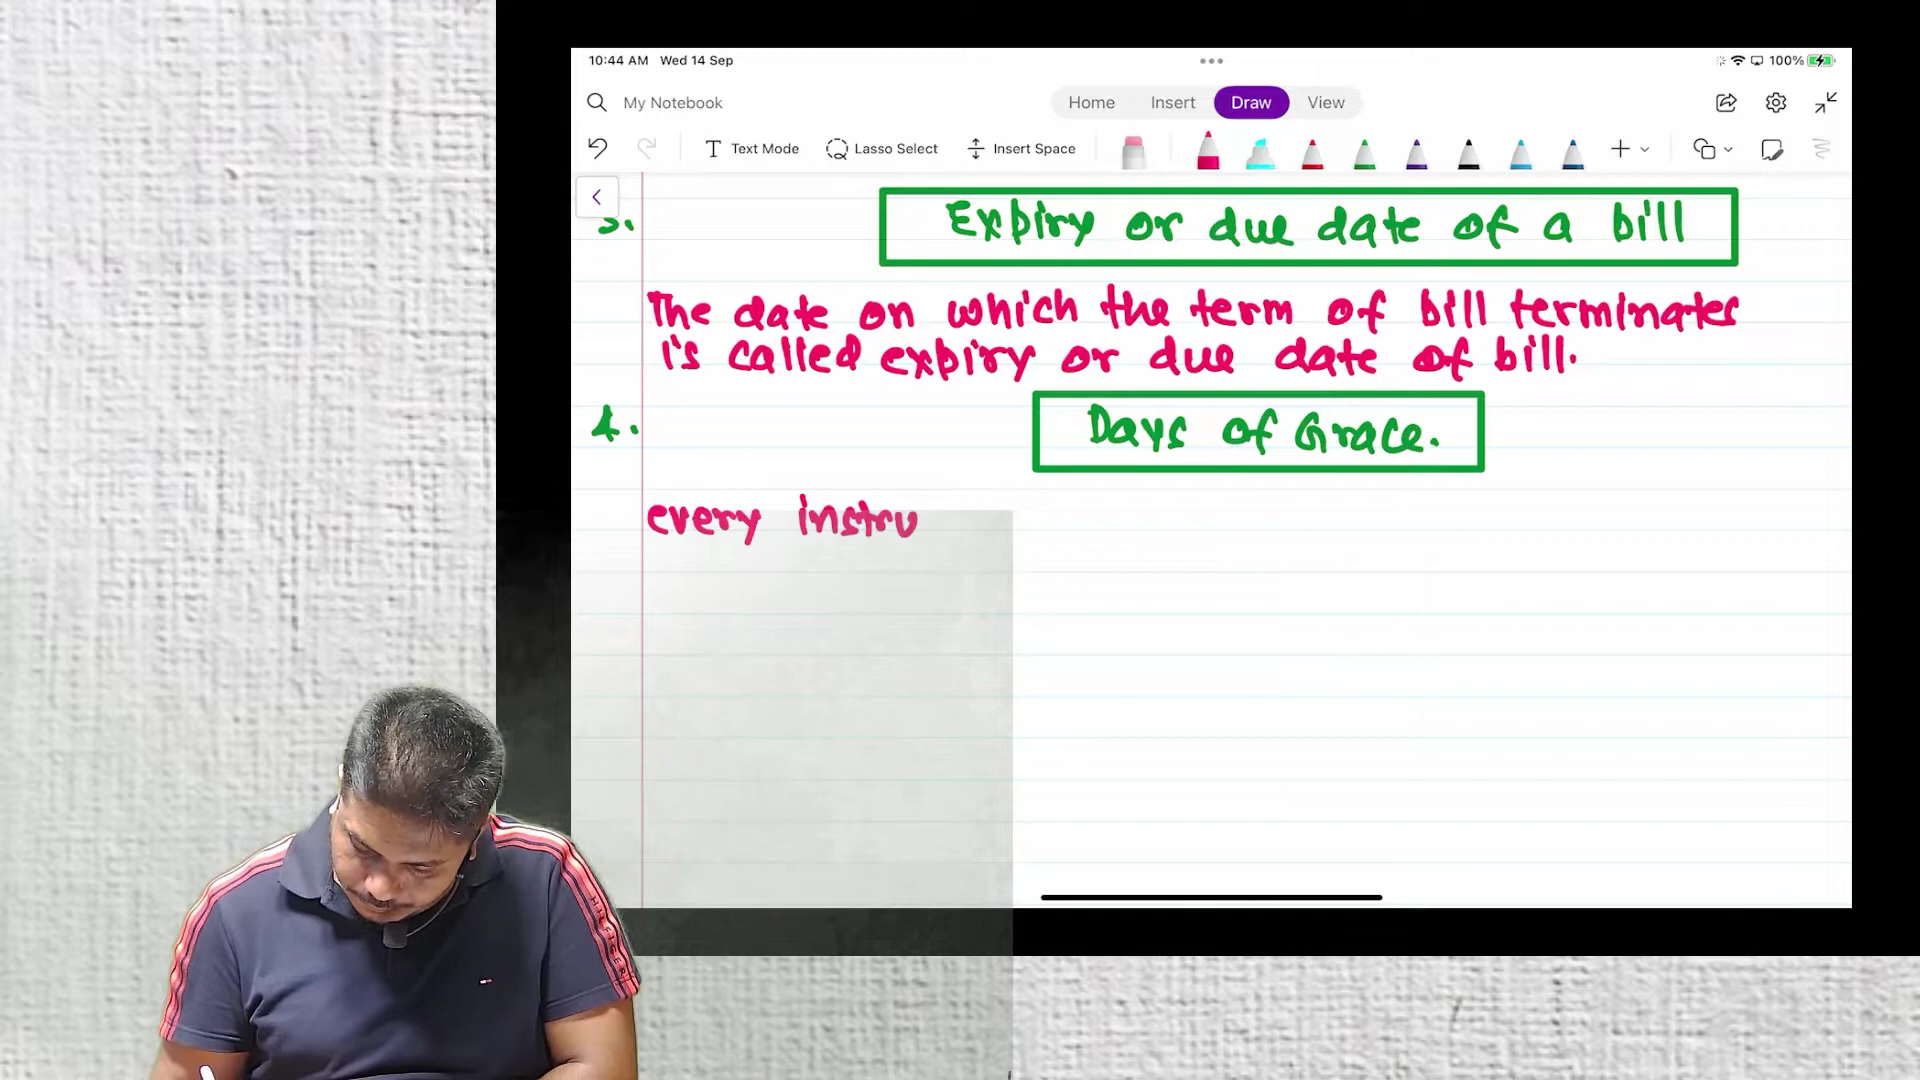 10:44 AM Wed 14 Sep
100%
My Notebook
Home Insert Draw View
Text Mode Lasso Select Insert Space
3. Expiry or due date of a bill
The date on which the term of bill terminates
is called expiry or due date of bill.
4. Days of Grace.
every instru